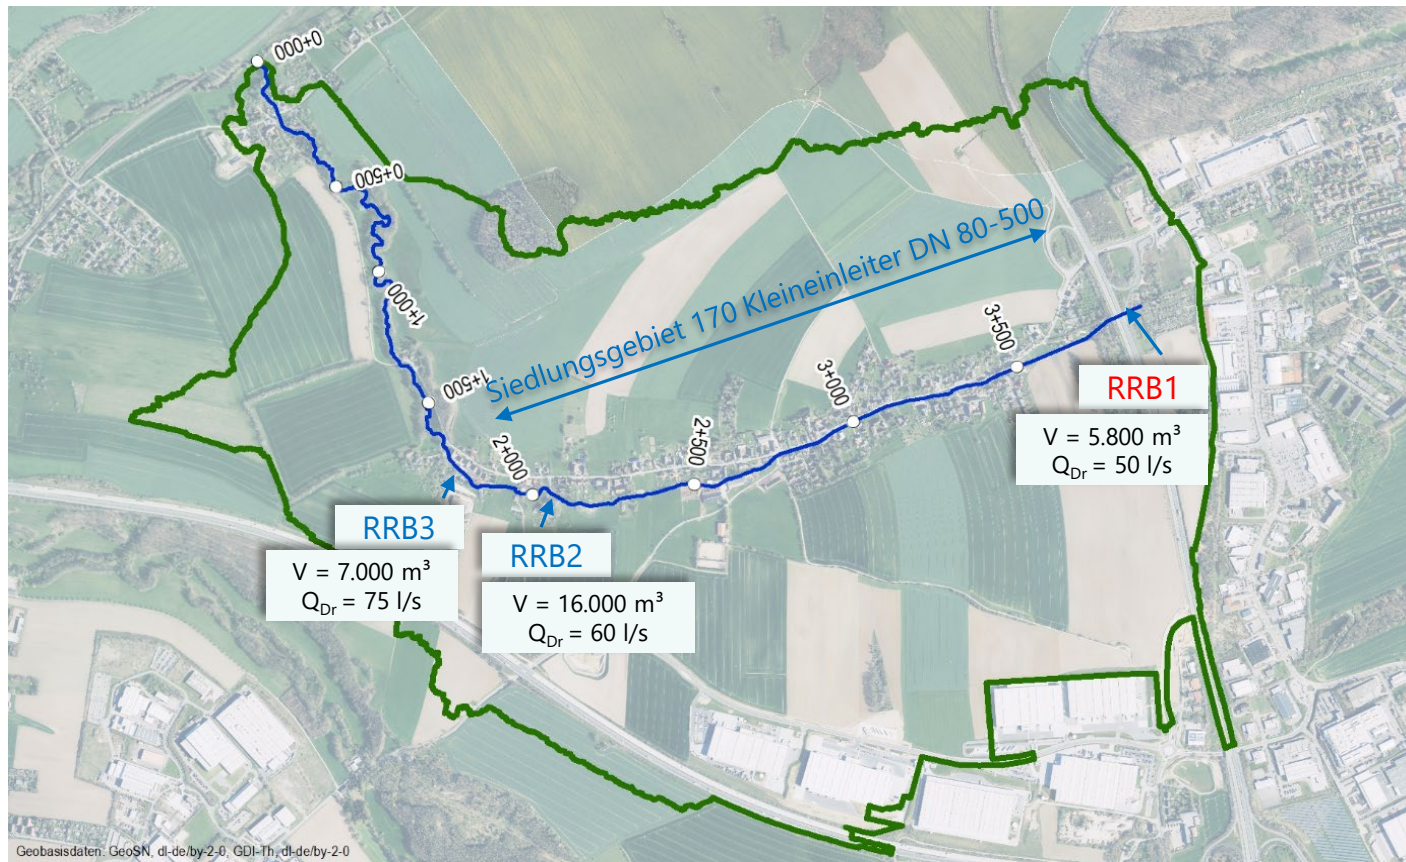 0+000
0+500
1+000
1+500
2+000
2+500
3+000
3+500
Siedlungsgebiet 170 Kleineinleiter DN 80-500
RRB1
V = 5.800 m³
QDr = 50 l/s
RRB3
V = 7.000 m³
QDr = 75 l/s
RRB2
V = 16.000 m³
QDr = 60 l/s
Geobasisdaten: GeoSN, dl-de/by-2-0, GDI-Th, dl-de/by-2-0